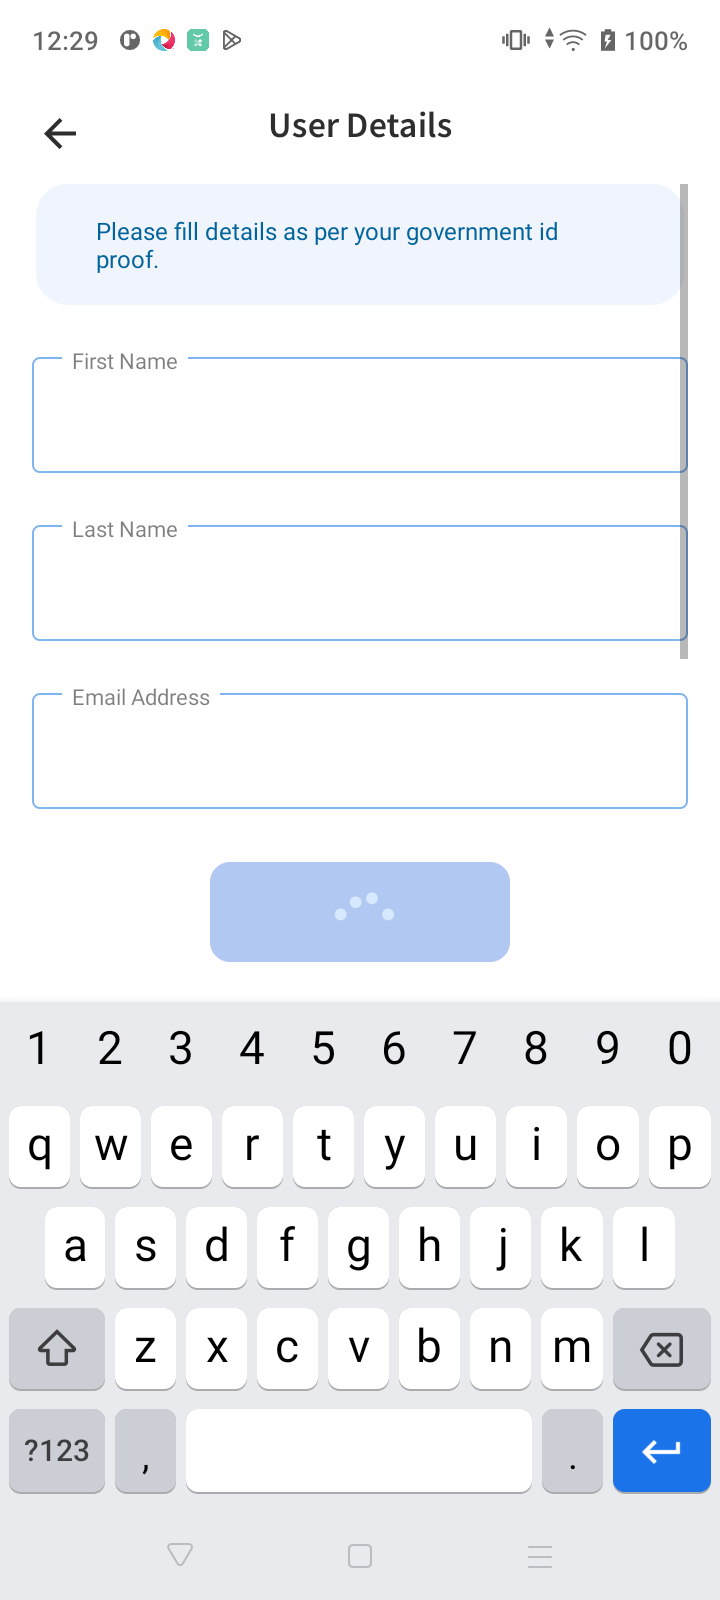 12:29
100%
User Details
Please fill details as per your government id
proof.
First Name
Last Name
Email Address
1 2 3 4 5 6 7 8 9 0
q w e r t y u i o p
a s d f g h j k l
z x c v b n m
?123 , .